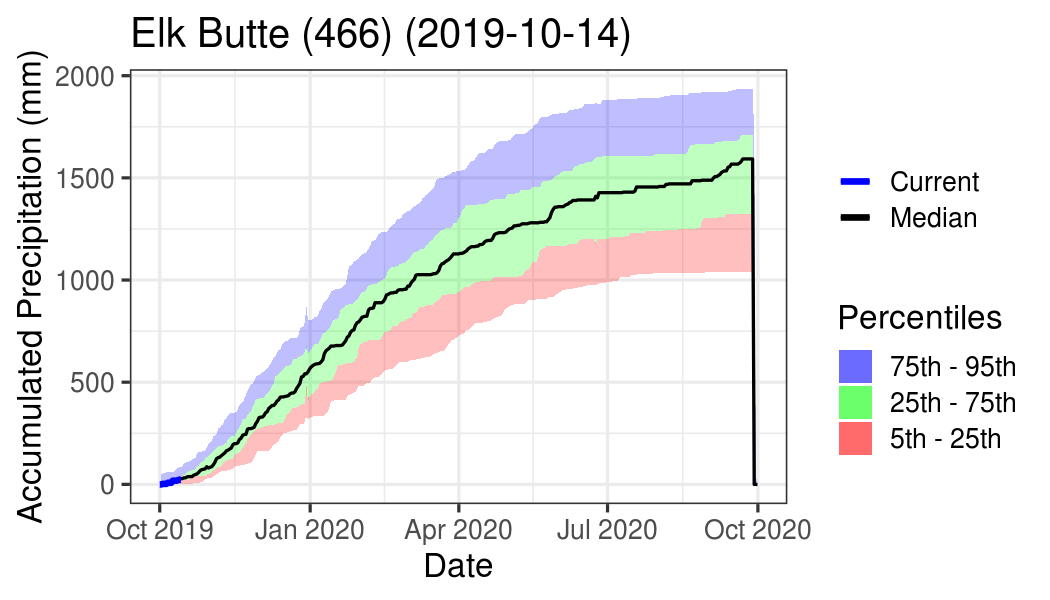 Elk Butte (466) (2019-10-14)
Accumulated Precipitation (mm)
2000
1500
1000
500
0
Oct 2019
Jan 2020
Apr 2020
Jul 2020
Oct 2020
Date
Current
Median
Percentiles
75th - 95th
25th - 75th
5th - 25th